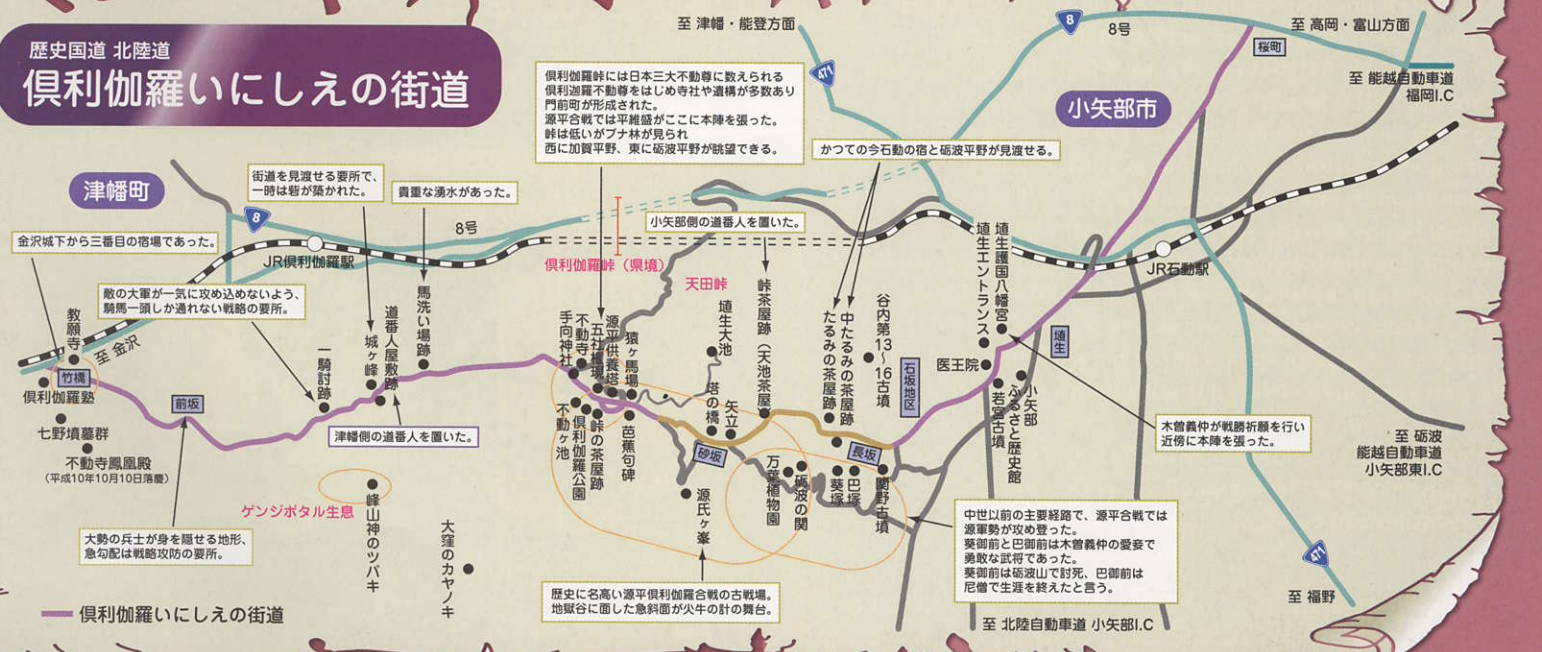 歴史国道 北陸道
倶利伽羅いにしえの街道
至 津幡・能登方面
471
8
8号
至 高岡・富山方面
桜町
至 能越自動車道
福岡I.C
小矢部市
倶利伽羅峠には日本三大不動尊に数えられる
倶利迦羅不動尊をはじめ寺社や遺構が多数あり
門前町が形成された。
源平合戦では平維盛がここに本陣を張った。
峠は低いがブナ林が見られ
西に加賀平野、東に砺波平野が眺望できる。
かつての今石動の宿と砺波平野が見渡せる。
津幡町
街道を見渡せる要所で、
一時は砦が築かれた。
貴重な湧水があった。
8
8号
金沢城下から三番目の宿場であった。
JR倶利伽羅駅
小矢部側の道番人を置いた。
倶利伽羅峠（県境）
天田峠
敵の大軍が一気に攻め込めないよう、
騎馬一頭しか通れない戦略の要所。
教願寺
至 金沢
竹橋
倶利伽羅塾
七野墳墓群
不動寺鳳凰殿
(平成10年10月10日落慶)
前坂
一騎討跡
城ヶ峰
道番人屋敷跡
馬洗い場跡
津幡側の道番人を置いた。
手向神社
不動寺
五社権現
源平供養塔
猿ヶ馬場
不動ヶ池
倶利伽羅公園
峠の茶屋跡
芭蕉句碑
埴生大池
塔の橋
矢立
峠茶屋跡（天池茶屋）
砂坂
源氏ヶ峯
たるみの茶屋跡
中たるみの茶屋跡
谷内第13～16古墳
石坂地区
長坂
万葉植物園
砺波の関
葵塚
巴塚
関野古墳
埴生エントランス
埴生護国八幡宮
医王院
若宮古墳
小矢部
ふるさと歴史館
埴生
JR石動駅
木曽義仲が戦勝祈願を行い
近傍に本陣を張った。
至 砺波
能越自動車道
小矢部東I.C
471
至 福野
大勢の兵士が身を隠せる地形、
急勾配は戦略攻防の要所。
ゲンジボタル生息
峰山神のツバキ
大窪のカヤノキ
歴史に名高い源平倶利伽羅合戦の古戦場。
地獄谷に面した急斜面が火牛の計の舞台。
中世以前の主要経路で、源平合戦では
源軍勢が攻め登った。
葵御前と巴御前は木曽義仲の愛妾で
勇敢な武将であった。
葵御前は砺波山で討死、巴御前は
尼僧で生涯を終えたと言う。
至 北陸自動車道 小矢部I.C
倶利伽羅いにしえの街道